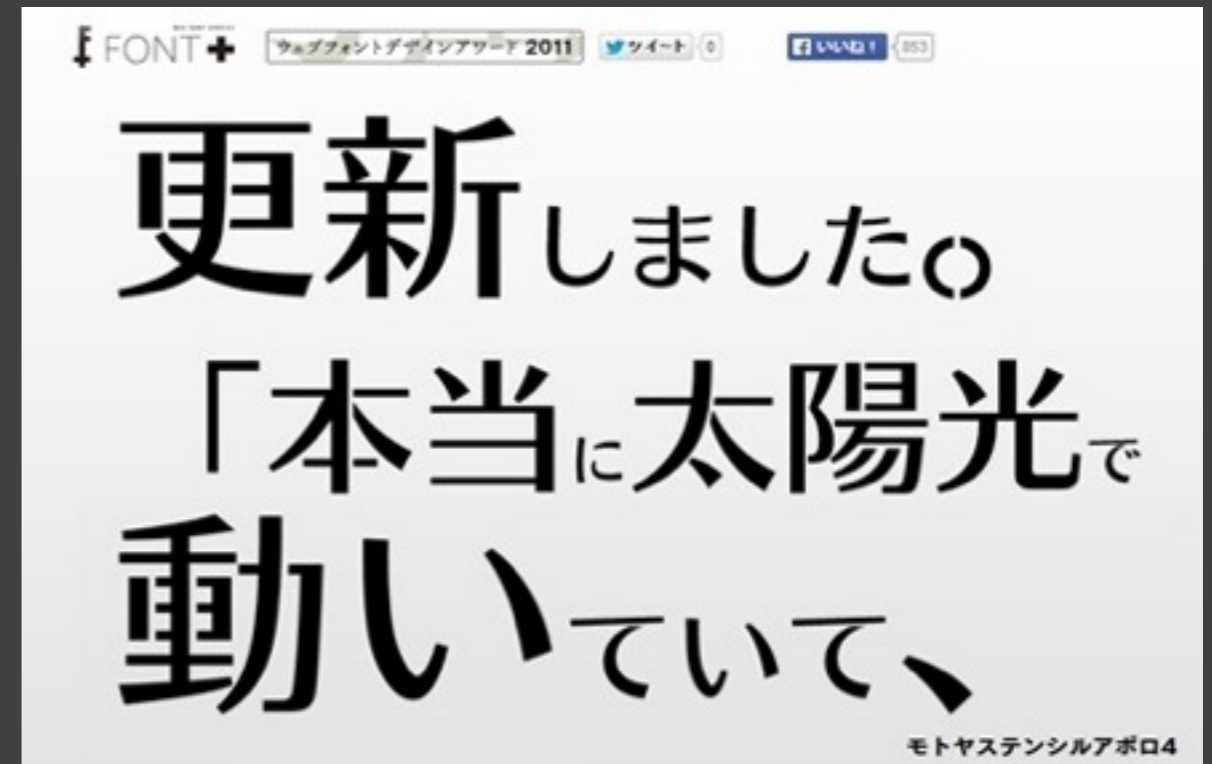 FONT+ ウェブフォントデザインアワード 2011 ツイート 0 いいね! 853
更新しました。
「本当に太陽光で
動いていて、
モトヤステンシルアポロ4